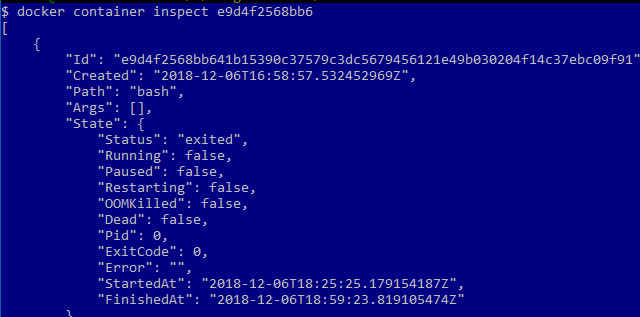 $ docker container inspect e9d4f2568bb6
[
    {
        "Id": "e9d4f2568bb641b15390c37579c3dc5679456121e49b030204f14c37ebc09f91"
        "Created": "2018-12-06T16:58:57.532452969Z",
        "Path": "bash",
        "Args": [],
        "State": {
            "Status": "exited",
            "Running": false,
            "Paused": false,
            "Restarting": false,
            "OOMKilled": false,
            "Dead": false,
            "Pid": 0,
            "ExitCode": 0,
            "Error": "",
            "StartedAt": "2018-12-06T18:25:25.179154187Z",
            "FinishedAt": "2018-12-06T18:59:23.819105474Z"
        }